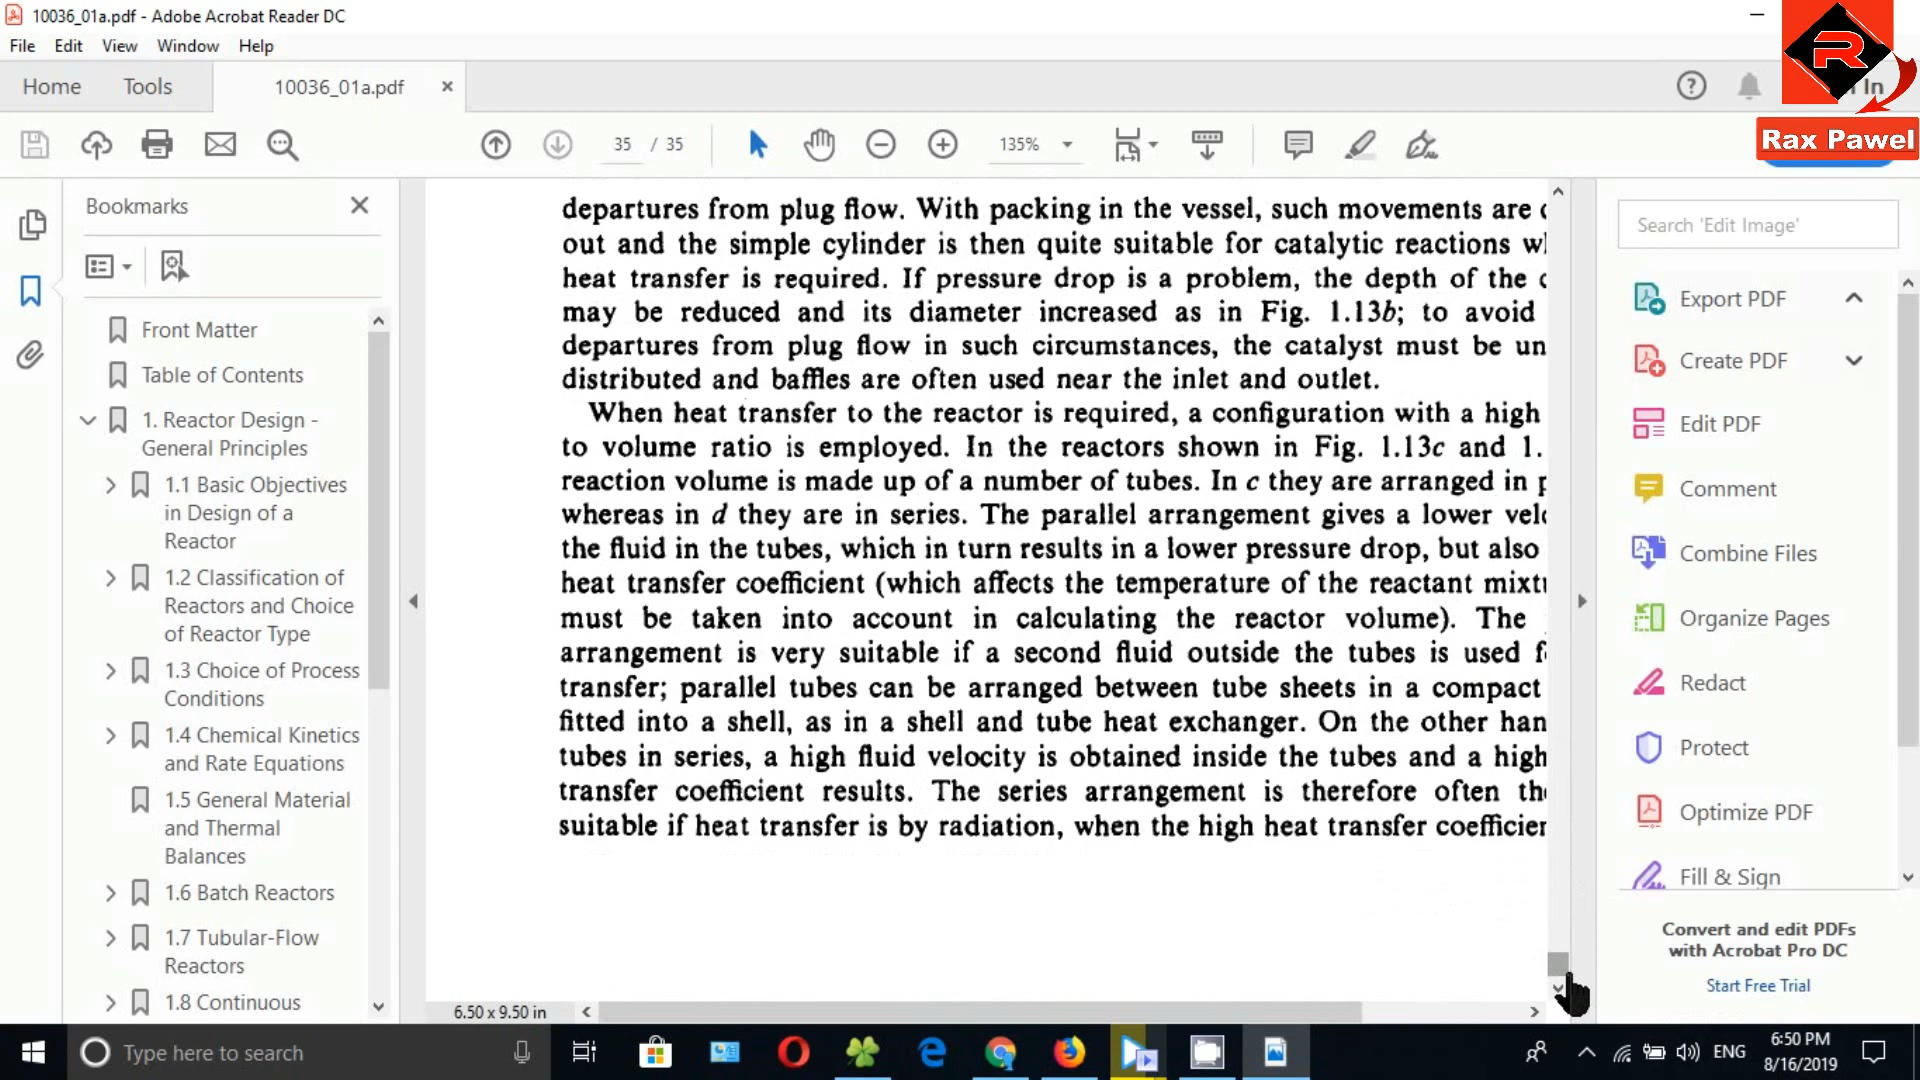 10036_01a.pdf - Adobe Acrobat Reader DC
File Edit View Window Help
Home Tools 10036_01a.pdf
In
Rax Pawel
35 / 35
135%
Bookmarks
Front Matter
Table of Contents
1. Reactor Design -
General Principles
1.1 Basic Objectives
in Design of a
Reactor
1.2 Classification of
Reactors and Choice
of Reactor Type
1.3 Choice of Process
Conditions
1.4 Chemical Kinetics
and Rate Equations
1.5 General Material
and Thermal
Balances
1.6 Batch Reactors
1.7 Tubular-Flow
Reactors
1.8 Continuous
departures from plug flow. With packing in the vessel, such movements are
out and the simple cylinder is then quite suitable for catalytic reactions
heat transfer is required. If pressure drop is a problem, the depth of the
may be reduced and its diameter increased as in Fig. 1.13b; to avoid
departures from plug flow in such circumstances, the catalyst must be un
distributed and baffles are often used near the inlet and outlet.
When heat transfer to the reactor is required, a configuration with a high
to volume ratio is employed. In the reactors shown in Fig. 1.13c and 1.
reaction volume is made up of a number of tubes. In c they are arranged in
whereas in d they are in series. The parallel arrangement gives a lower
the fluid in the tubes, which in turn results in a lower pressure drop, but also
heat transfer coefficient (which affects the temperature of the reactant
must be taken into account in calculating the reactor volume). The
arrangement is very suitable if a second fluid outside the tubes is used
transfer; parallel tubes can be arranged between tube sheets in a compact
fitted into a shell, as in a shell and tube heat exchanger. On the other
tubes in series, a high fluid velocity is obtained inside the tubes and a high
transfer coefficient results. The series arrangement is therefore often
suitable if heat transfer is by radiation, when the high heat transfer
6.50 x 9.50 in
Search 'Edit Image'
Export PDF
Create PDF
Edit PDF
Comment
Combine Files
Organize Pages
Redact
Protect
Optimize PDF
Fill & Sign
Convert and edit PDFs
with Acrobat Pro DC
Start Free Trial
Type here to search
ENG
6:50 PM
8/16/2019